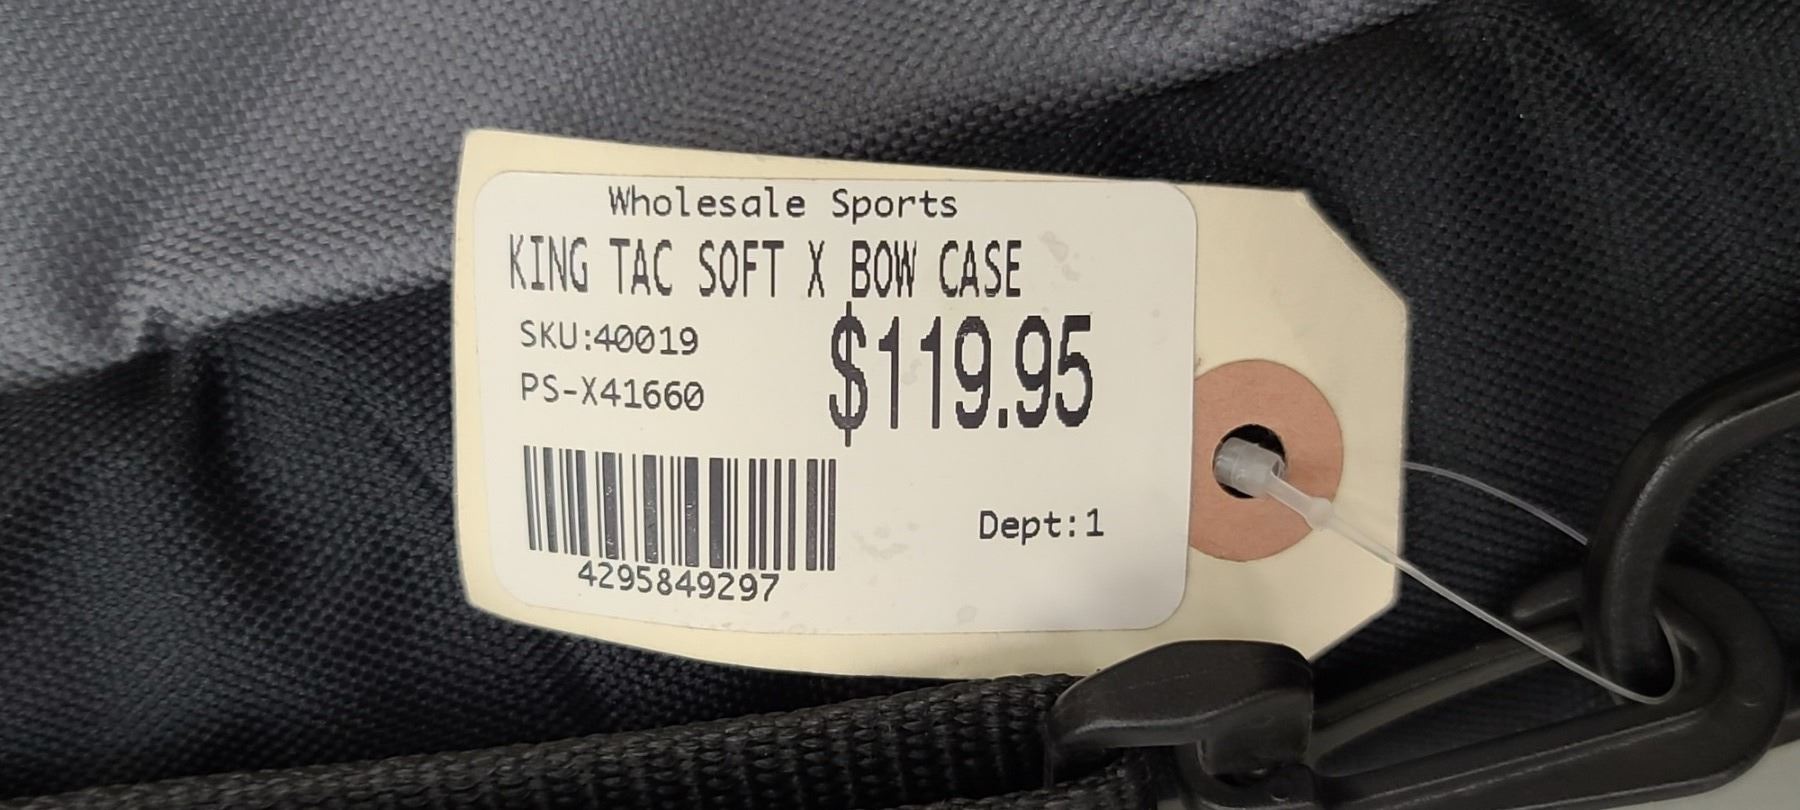 Wholesale Sports
KING TAC SOFT X BOW CASE
SKU:40019
$119.95
PS-X41660
Dept:1
4295849297